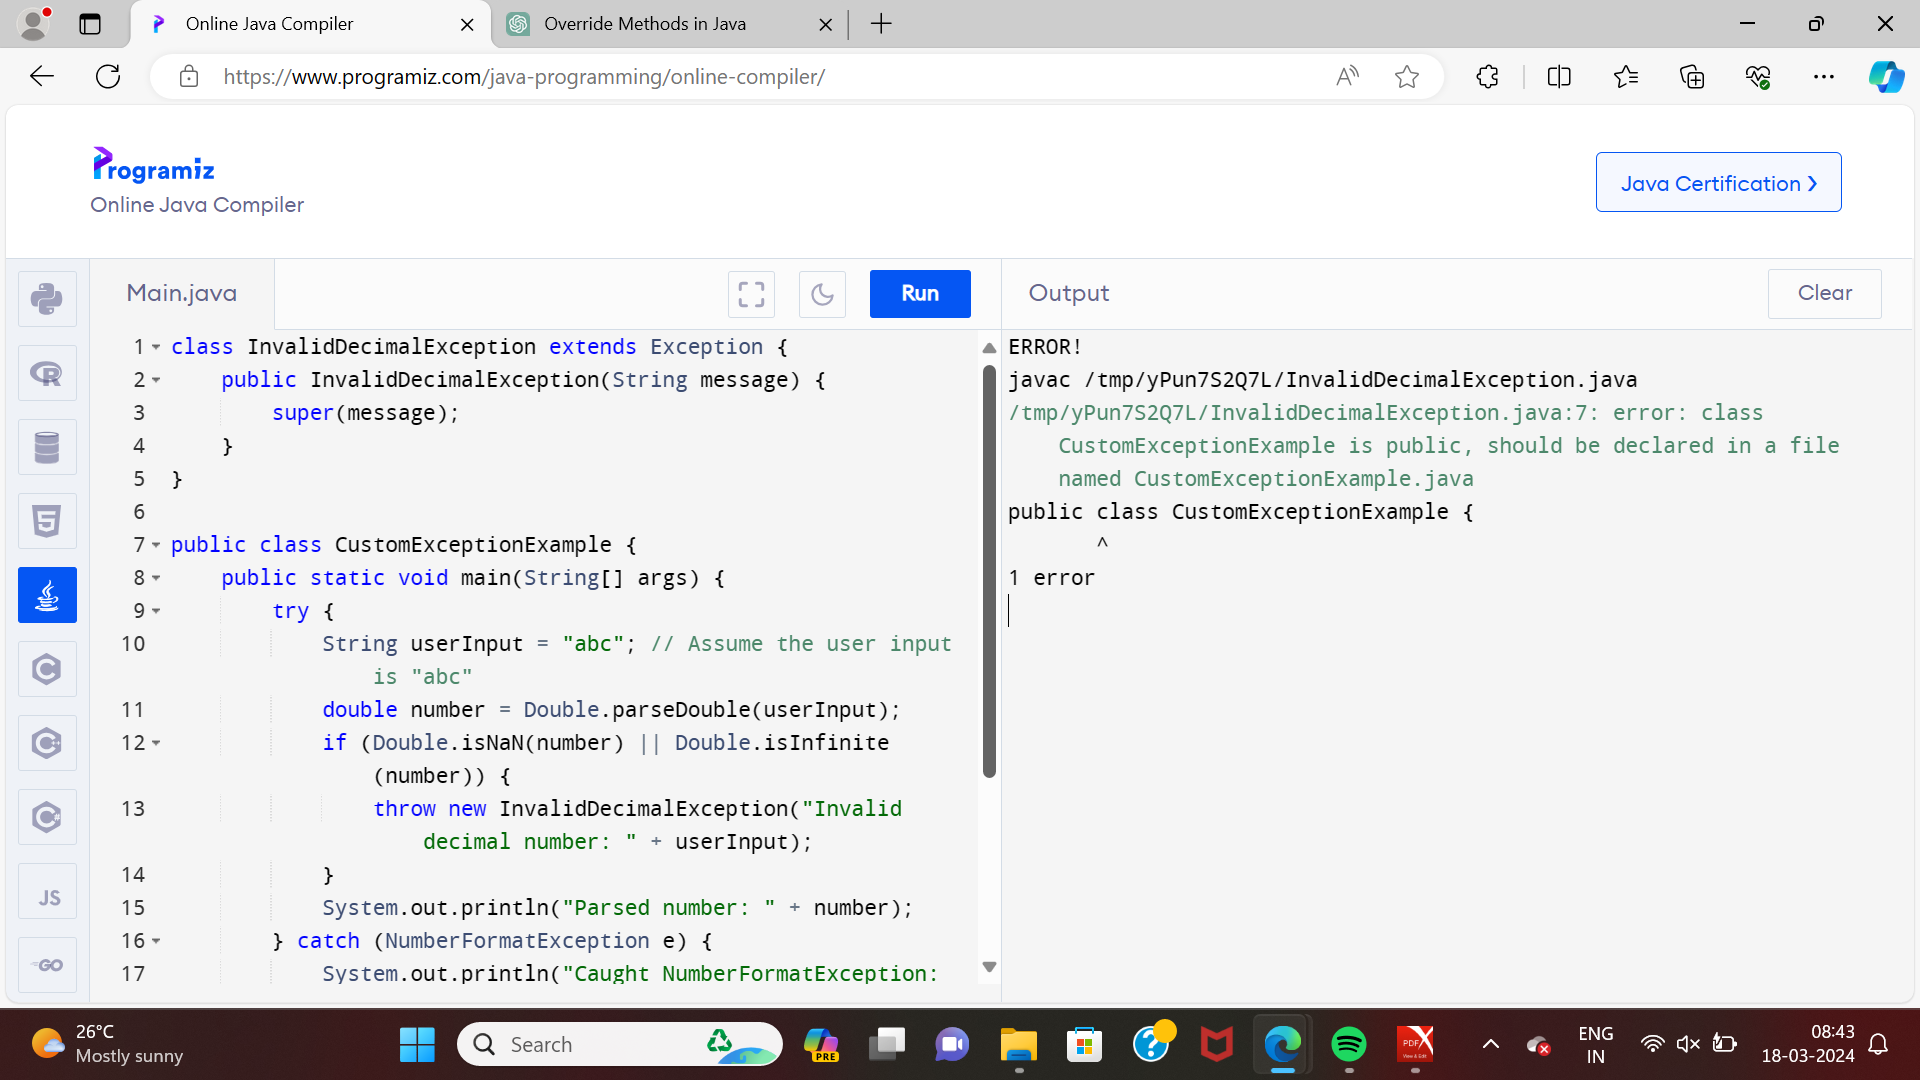 Online Java Compiler
Override Methods in Java
https://www.programiz.com/java-programming/online-compiler/
Programiz
Online Java Compiler
Java Certification ❯
Main.java
Run
Output
Clear
1 class InvalidDecimalException extends Exception {
2 public InvalidDecimalException(String message) {
3 super(message);
4 }
5 }
6
7 public class CustomExceptionExample {
8 public static void main(String[] args) {
9 try {
10 String userInput = "abc"; // Assume the user input
is "abc"
11 double number = Double.parseDouble(userInput);
12 if (Double.isNaN(number) || Double.isInfinite
(number)) {
13 throw new InvalidDecimalException("Invalid
decimal number: " + userInput);
14 }
15 System.out.println("Parsed number: " + number);
16 } catch (NumberFormatException e) {
17 System.out.println("Caught NumberFormatException:
ERROR!
javac /tmp/yPun7S2Q7L/InvalidDecimalException.java
/tmp/yPun7S2Q7L/InvalidDecimalException.java:7: error: class
CustomExceptionExample is public, should be declared in a file
named CustomExceptionExample.java
public class CustomExceptionExample {
^
1 error
JS
GO
26°C
Mostly sunny
Search
PRE
PDF
View & Edit
ENG
IN
08:43
18-03-2024